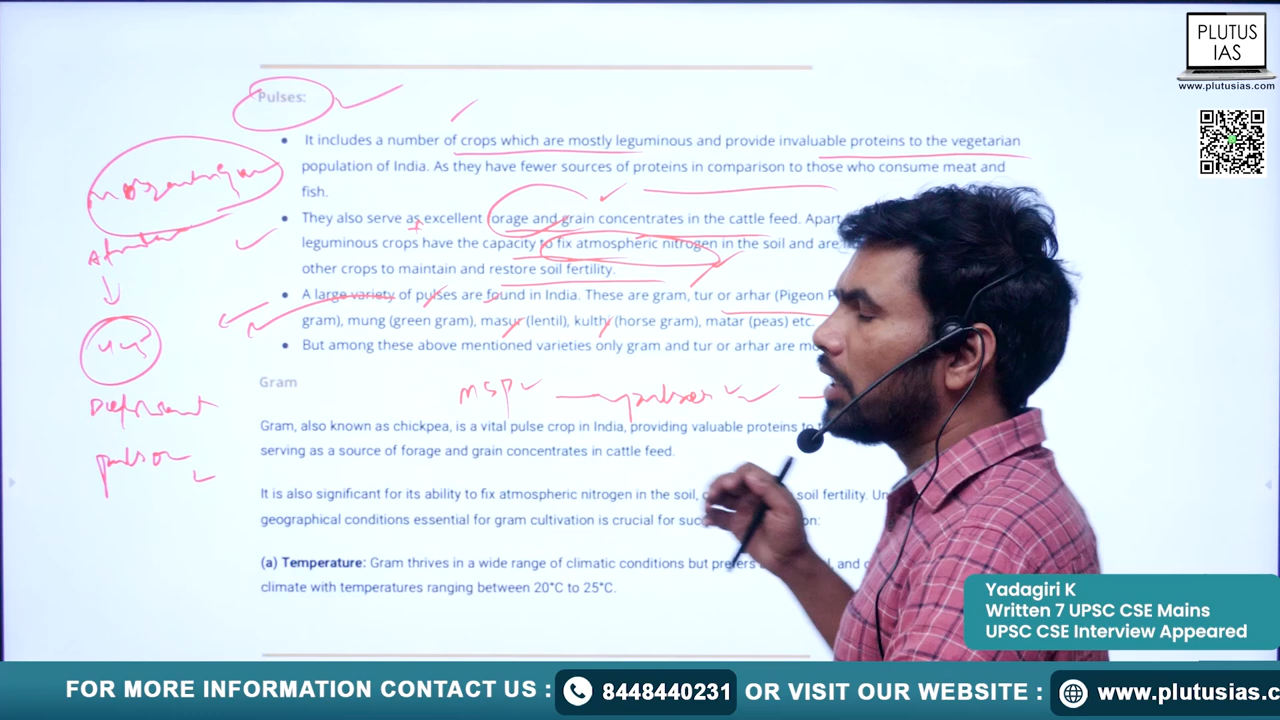 PLUTUS
IAS
www.plutusias.com
Pulses:
It includes a number of crops which are mostly leguminous and provide invaluable proteins to the vegetarian
population of India. As they have fewer sources of proteins in comparison to those who consume meat and
fish.
They also serve as excellent forage and grain concentrates in the cattle feed. Apart
leguminous crops have the capacity to fix atmospheric nitrogen in the soil and are
other crops to maintain and restore soil fertility.
A large variety of pulses are found in India. These are gram, tur or arhar (Pigeon
gram), mung (green gram), masur (lentil), kulthy (horse gram), matar (peas) etc.
But among these above mentioned varieties only gram and tur or arhar are
Gram
MSP pulses
Gram, also known as chickpea, is a vital pulse crop in India, providing valuable proteins to
serving as a source of forage and grain concentrates in cattle feed.
It is also significant for its ability to fix atmospheric nitrogen in the soil, soil fertility.
geographical conditions essential for gram cultivation is crucial for
(a) Temperature: Gram thrives in a wide range of climatic conditions but prefers and
climate with temperatures ranging between 20°C to 25°C.
Yadagiri K
Written 7 UPSC CSE Mains
UPSC CSE Interview Appeared
FOR MORE INFORMATION CONTACT US : 8448440231 OR VISIT OUR WEBSITE : www.plutusias.c